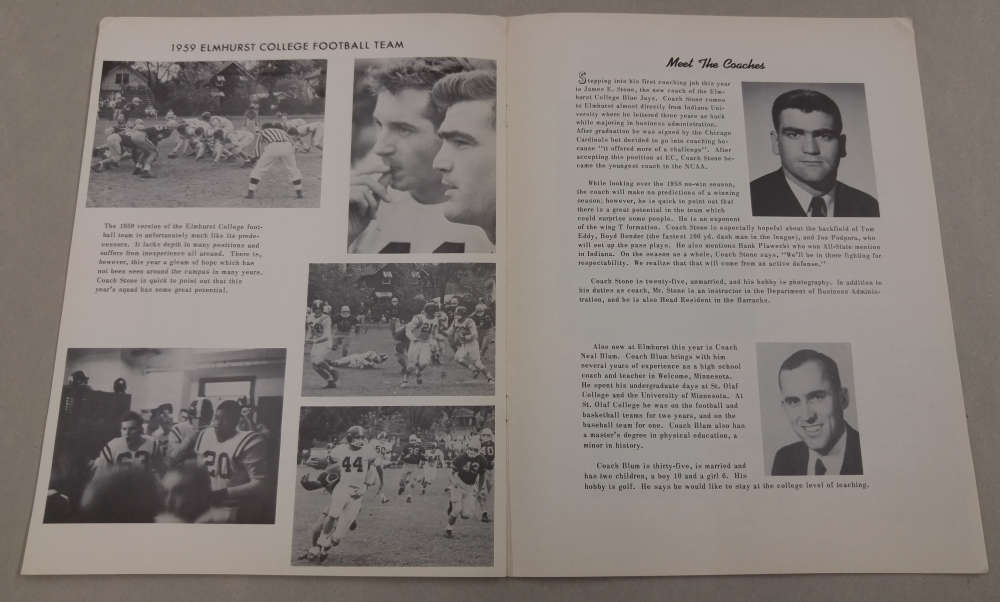 1959 ELMHURST COLLEGE FOOTBALL TEAM
The 1959 version of the Elmhurst College foot-
ball team is unfortunately much like its prede-
cessors. It lacks depth in many positions and
suffers from inexperience all around. There is,
however, this year a gleam of hope which has
not been seen around the campus in many years.
Coach Stone is quick to point out that this
year's squad has some great potential.
20
44
43
21
Meet The Coaches
Stepping into his first coaching job this year
is James E. Stone, the new coach of the Elm-
hurst College Blue Jays. Coach Stone comes
to Elmhurst almost directly from Indiana Uni-
versity where he lettered three years as back
while majoring in business administration.
After graduation he was signed by the Chicago
Cardinals but decided to go into coaching be-
cause "it offered more of a challenge". After
accepting this position at EC, Coach Stone be-
came the youngest coach in the NCAA.
While looking over the 1958 no-win season,
the coach will make no predictions of a winning
season; however, he is quick to point out that
there is a great potential in the team which
could surprise some people. He is an exponent
of the wing T formation. Coach Stone is especially hopeful about the backfield of Tom
Eddy, Boyd Bender (the fastest 100 yd. dash man in the league), and Jon Podgora, who
will set up the pass plays. He also mentions Hank Plawecki who won All-State mention
in Indiana. On the season as a whole, Coach Stone says, "We'll be in there fighting for
respectability. We realize that that will come from an active defense."
Coach Stone is twenty-five, unmarried, and his hobby is photography. In addition to
his duties as coach, Mr. Stone is an instructor in the Department of Business Adminis-
tration, and he is also Head Resident in the Barracks.
Also new at Elmhurst this year is Coach
Neal Blum. Coach Blum brings with him
several years of experience as a high school
coach and teacher in Welcome, Minnesota.
He spent his undergraduate days at St. Olaf
College and the University of Minnesota. At
St. Olaf College he was on the football and
basketball teams for two years, and on the
baseball team for one. Coach Blum also has
a master's degree in physical education, a
minor in history.
Coach Blum is thirty-five, is married and
has two children, a boy 10 and a girl 6. His
hobby is golf. He says he would like to stay at the college level of teaching.